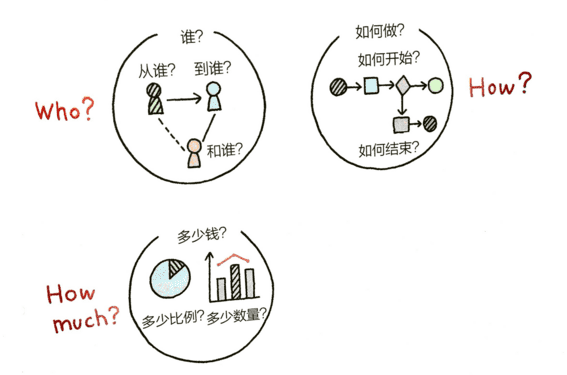 谁?
从谁? 到谁?
和谁?
Who?
如何做?
如何开始?
如何结束?
How?
多少钱?
多少比例? 多少数量?
How
much?